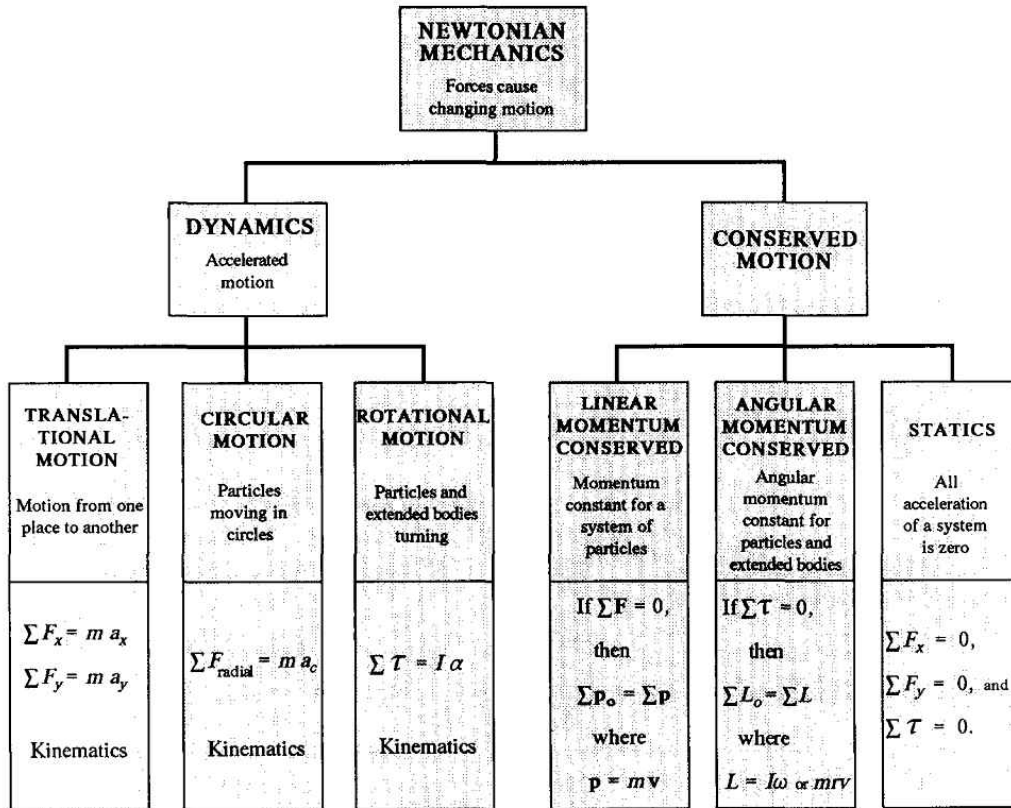 NEWTONIAN
MECHANICS
Forces cause
changing motion
DYNAMICS
Accelerated
motion
CONSERVED
MOTION
TRANSLA-
TIONAL
MOTION
Motion from one
place to another
∑ F_x = m a_x
∑ F_y = m a_y
Kinematics
CIRCULAR
MOTION
Particles
moving in
circles
∑ F_radial = m a_c
Kinematics
ROTATIONAL
MOTION
Particles and
extended bodies
turning
∑ τ = I α
Kinematics
LINEAR
MOMENTUM
CONSERVED
Momentum
constant for a
system of
particles
If ∑ F = 0,
then
∑ p_o = ∑ p
where
p = m v
ANGULAR
MOMENTUM
CONSERVED
Angular
momentum
constant for
particles and
extended bodies
If ∑ τ = 0,
then
∑ L_o = ∑ L
where
L = Iω or mrv
STATICS
All
acceleration
of a system
is zero
∑ F_x = 0,
∑ F_y = 0, and
∑ τ = 0.